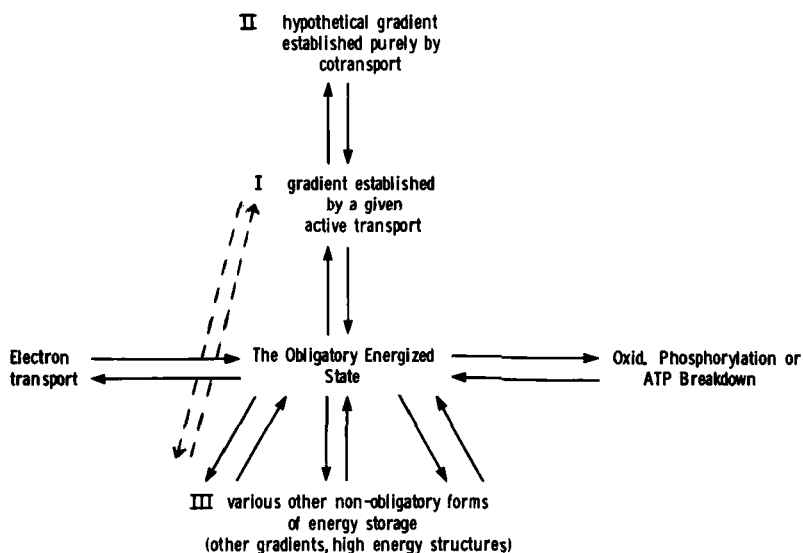 II hypothetical gradient
established purely by
cotransport
I gradient established
by a given
active transport
Electron
transport
The Obligatory Energized
State
Oxid. Phosphorylation or
ATP Breakdown
III various other non-obligatory forms
of energy storage
(other gradients, high energy structures)